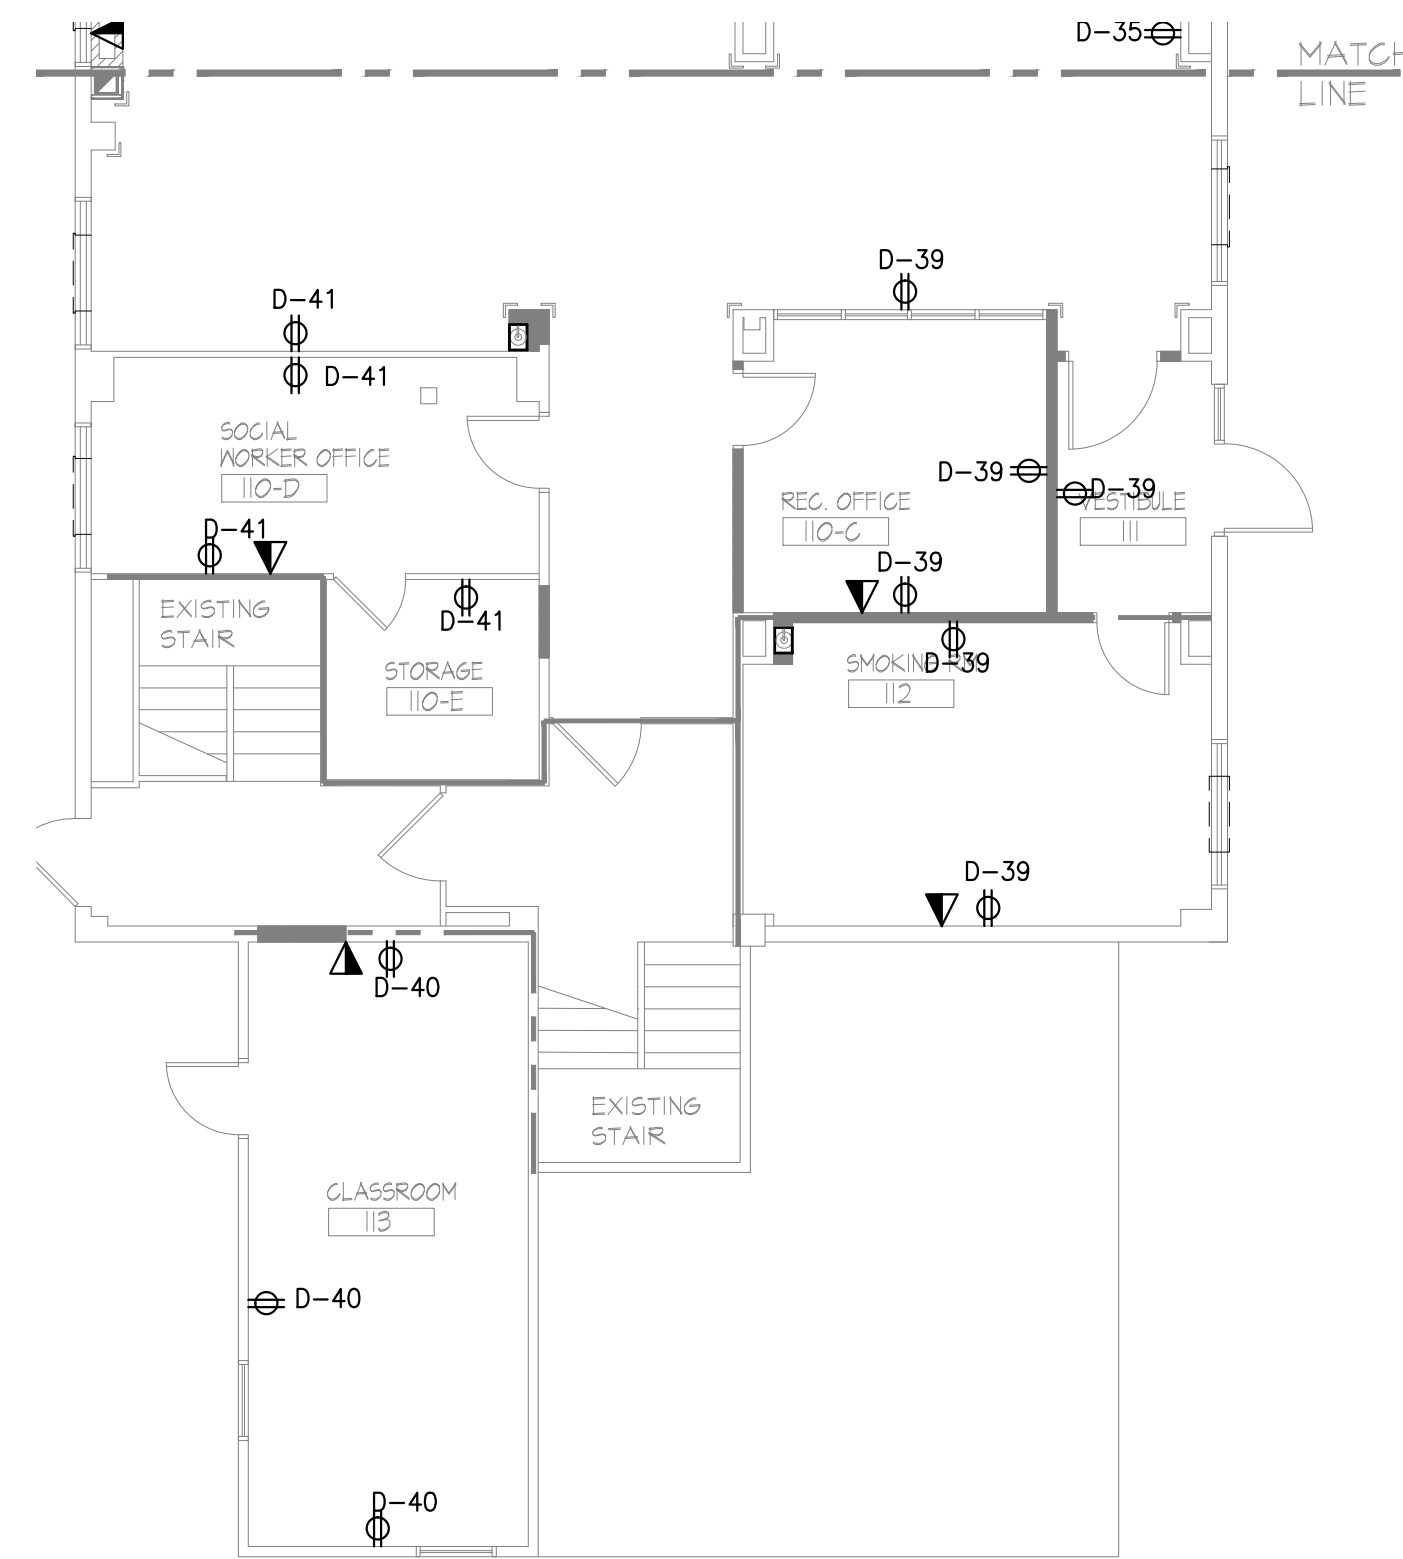 D-35
MATCH
LINE
D-39
D-41
D-41
SOCIAL
WORKER OFFICE
110-D
D-39
D-39
REC. OFFICE
110-C
VESTIBULE
111
D-41
D-39
EXISTING
STAIR
D-41
STORAGE
110-E
SMOKING RM.
D-39
112
D-39
D-40
EXISTING
STAIR
CLASSROOM
113
D-40
D-40